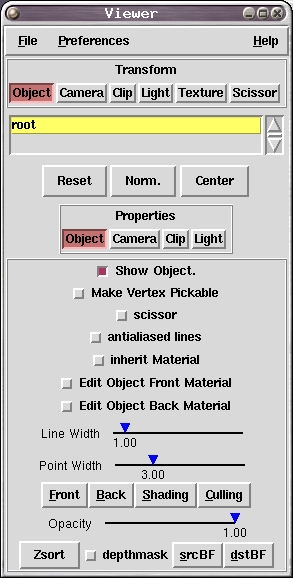 Viewer
File Preferences Help
Transform
Object Camera Clip Light Texture Scissor
root
Reset Norm. Center
Properties
Object Camera Clip Light
Show Object.
Make Vertex Pickable
scissor
antialiased lines
inherit Material
Edit Object Front Material
Edit Object Back Material
Line Width
1.00
Point Width
3.00
Front Back Shading Culling
Opacity
1.00
Zsort depthmask srcBF dstBF